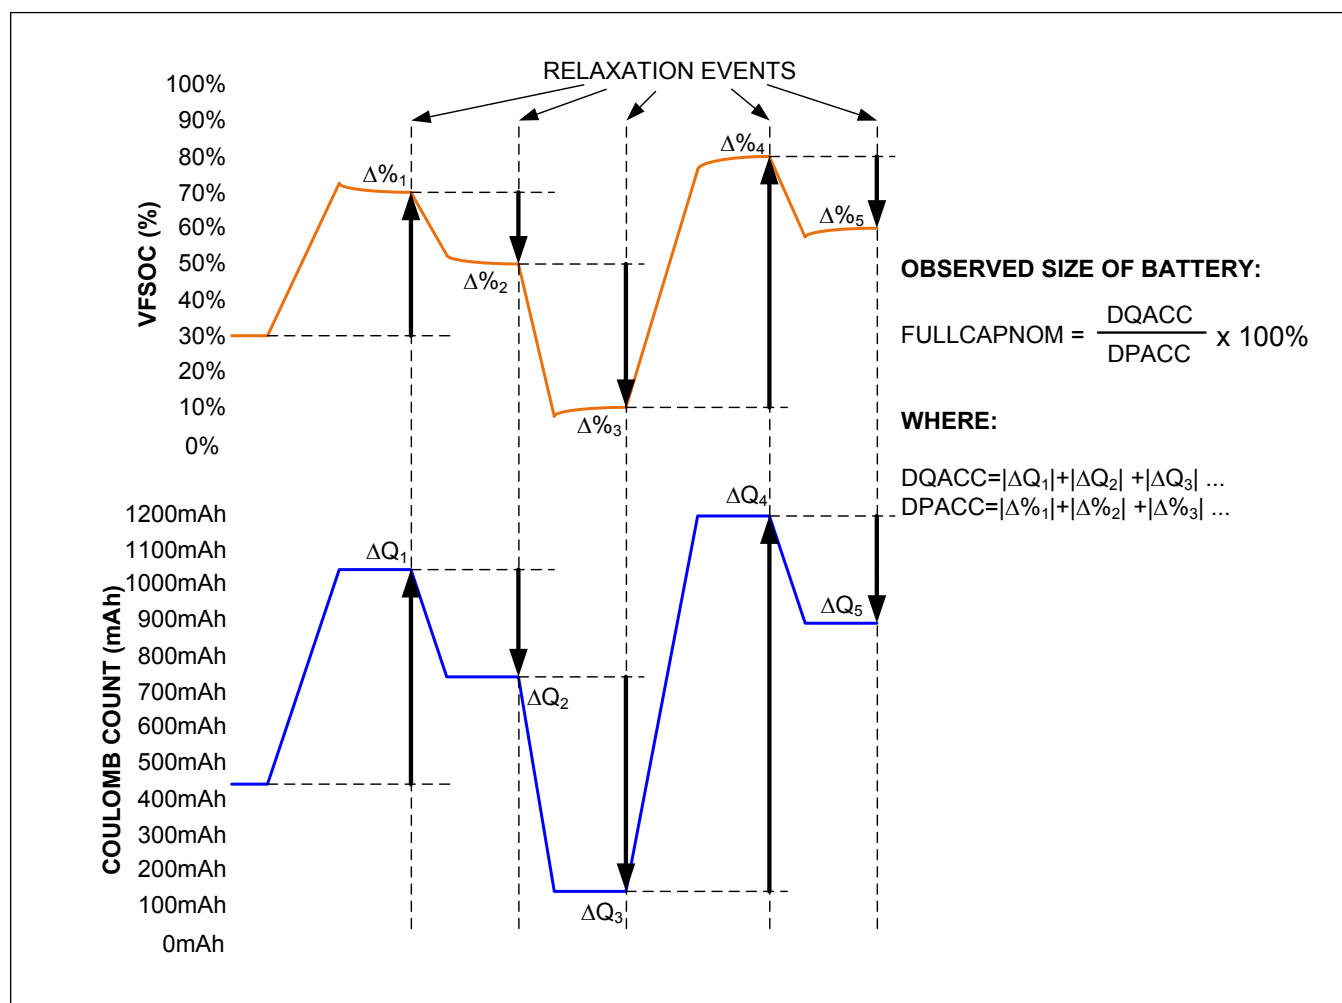 RELAXATION EVENTS
VFSOC (%)
100%
90%
80%
70%
60%
50%
40%
30%
20%
10%
0%
Δ%₁
Δ%₂
Δ%₃
Δ%₄
Δ%₅
OBSERVED SIZE OF BATTERY:
FULLCAPNOM = DQACC / DPACC x 100%
WHERE:
DQACC=|ΔQ₁|+|ΔQ₂| +|ΔQ₃| ...
DPACC=|Δ%₁|+|Δ%₂| +|Δ%₃| ...
COULOMB COUNT (mAh)
1200mAh
1100mAh
1000mAh
900mAh
800mAh
700mAh
600mAh
500mAh
400mAh
300mAh
200mAh
100mAh
0mAh
ΔQ₁
ΔQ₂
ΔQ₃
ΔQ₄
ΔQ₅